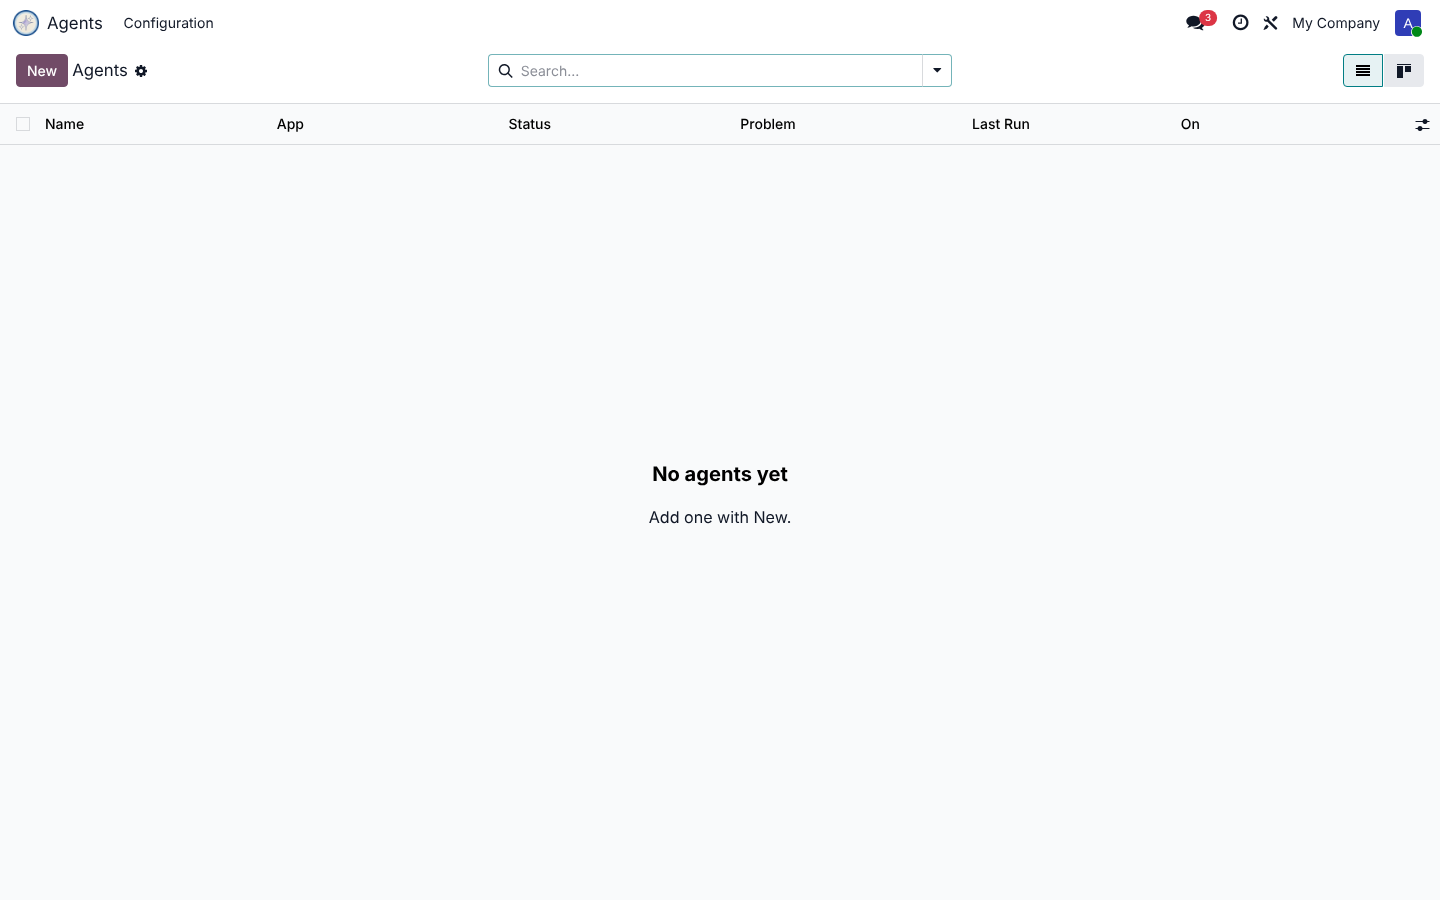 Agents Configuration 3 My Company A
New Agents Search...
Name App Status Problem Last Run On
No agents yet
Add one with New.